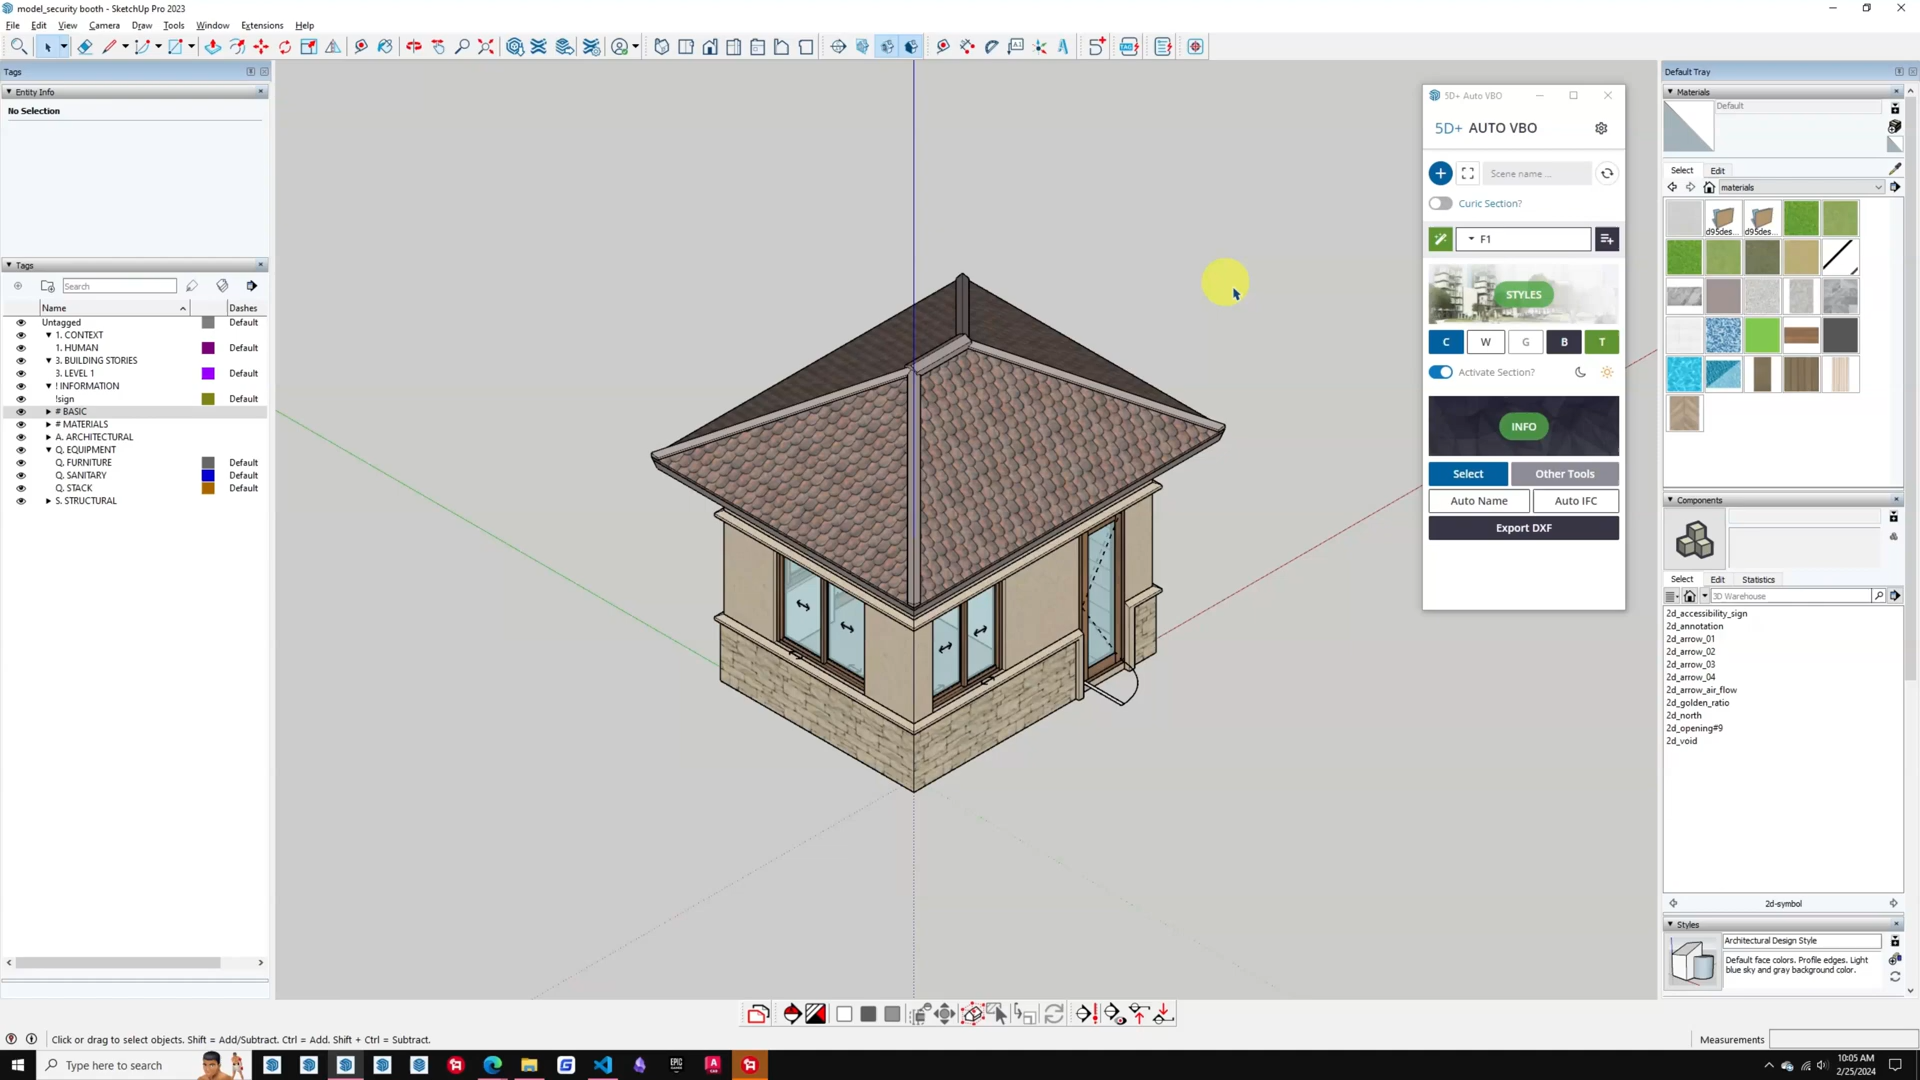 model_security booth - SketchUp Pro 2023
File Edit View Camera Draw Tools Window Extensions Help
Tags
Entity Info
No Selection
Tags
Search
Name Dashes
Untagged Default
1. CONTEXT
1. HUMAN Default
3. BUILDING STORIES
3. LEVEL 1 Default
! INFORMATION
!sign Default
# BASIC
# MATERIALS
A. ARCHITECTURAL
Q. EQUIPMENT
Q. FURNITURE Default
Q. SANITARY Default
Q. STACK Default
S. STRUCTURAL
5D+ Auto VBO
5D+ AUTO VBO
Scene name ...
Curic Section?
F1
STYLES
C W G B T
Activate Section?
INFO
Select Other Tools
Auto Name Auto IFC
Export DXF
Default Tray
Materials
Default
Select Edit
materials
d95des... d95des...
Components
Select Edit Statistics
3D Warehouse
2d_accessibility_sign
2d_annotation
2d_arrow_01
2d_arrow_02
2d_arrow_03
2d_arrow_04
2d_arrow_air_flow
2d_golden_ratio
2d_north
2d_opening#9
2d_void
2d-symbol
Styles
Architectural Design Style
Default face colors. Profile edges. Light
blue sky and gray background color.
Click or drag to select objects. Shift = Add/Subtract. Ctrl = Add. Shift + Ctrl = Subtract.
Measurements
Type here to search
10:05 AM
2/25/2024